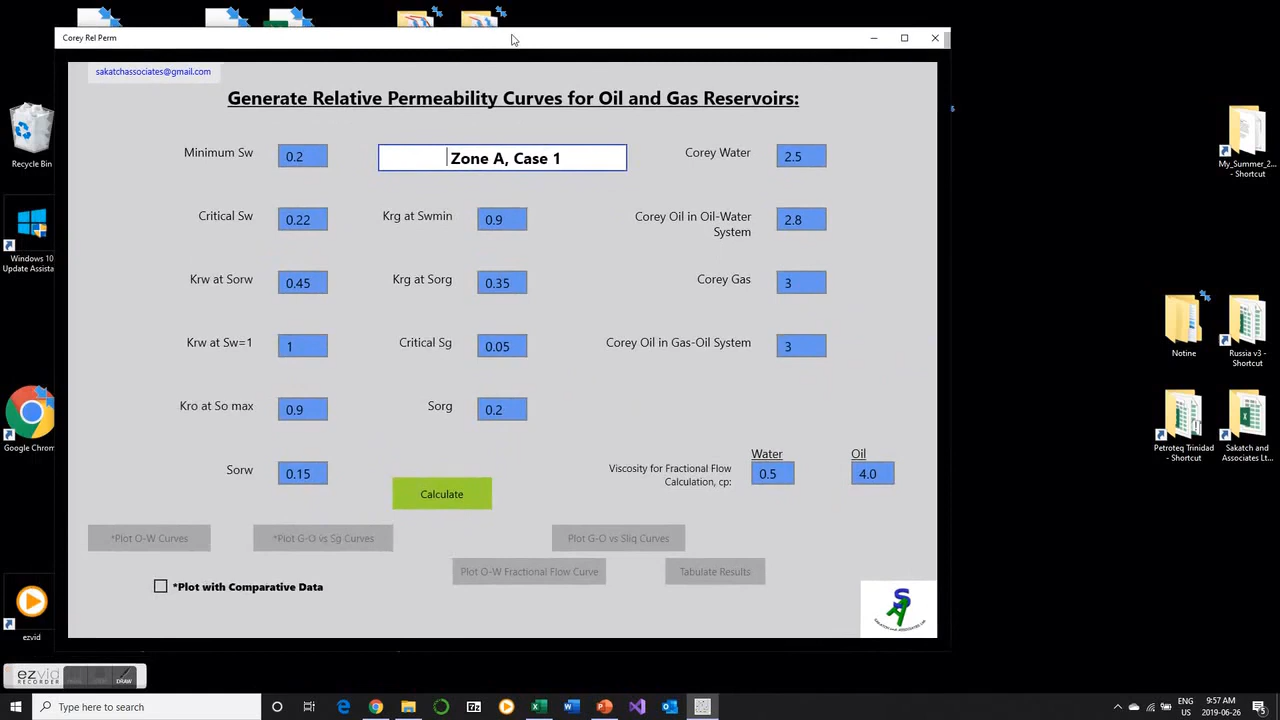 Corey Rel Perm
sakatchassociates@gmail.com
Generate Relative Permeability Curves for Oil and Gas Reservoirs:
Minimum Sw
0.2
Zone A, Case 1
Corey Water
2.5
Critical Sw
0.22
Krg at Swmin
0.9
Corey Oil in Oil-Water
System
2.8
Krw at Sorw
0.45
Krg at Sorg
0.35
Corey Gas
3
Krw at Sw=1
1
Critical Sg
0.05
Corey Oil in Gas-Oil System
3
Kro at So max
0.9
Sorg
0.2
Sorw
0.15
Calculate
Viscosity for Fractional Flow
Calculation, cp:
Water
0.5
Oil
4.0
*Plot O-W Curves
*Plot G-O vs Sg Curves
Plot G-O vs Sliq Curves
Plot O-W Fractional Flow Curve
Tabulate Results
*Plot with Comparative Data
Recycle Bin
Windows 10
Update Assista...
Google Chrom
ezvid
My_Summer_2...
- Shortcut
Notine
Russia v3 -
Shortcut
Petroteq Trinidad
- Shortcut
Sakatch and
Associates Lt...
ezvid
RECORDER
DRAW
Type here to search
ENG
US
9:57 AM
2019-06-26